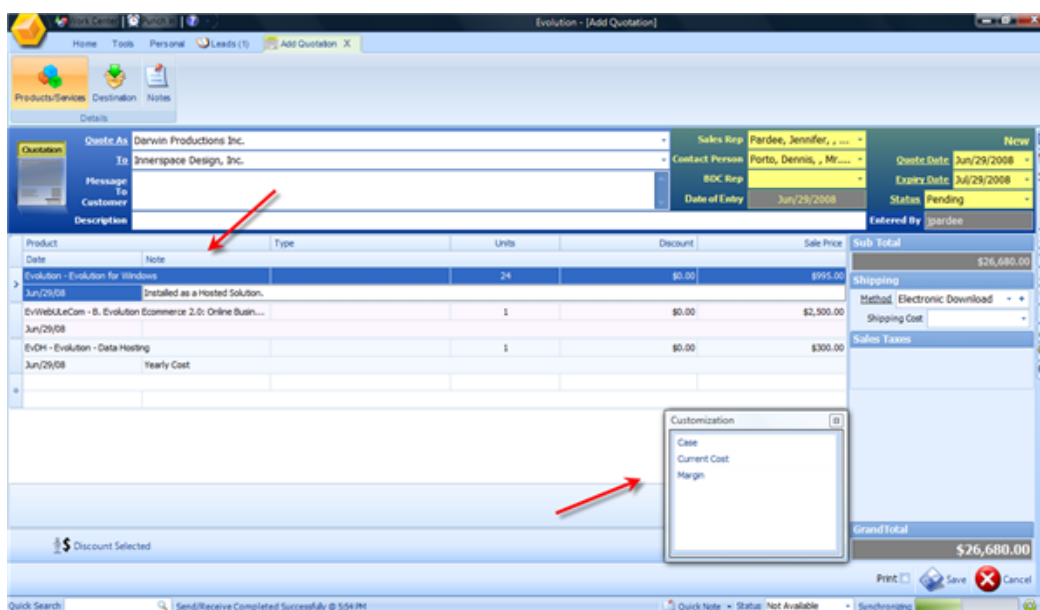 Work Center Punch In
Evolution - [Add Quotation]
Home Tools Personal Leads (1) Add Quotation X
Products/Services Destination Notes
Details
Quotation
Quote As Darwin Productions Inc. Sales Rep Pardee, Jennifer, , ... New
To Innerspace Design, Inc. Contact Person Porto, Dennis, , Mr.... Quote Date Jun/29/2008
Message To Customer BDC Rep Expiry Date Jul/29/2008
Date of Entry Jun/29/2008 Status Pending
Description Entered By jpardee
Product Type Units Discount Sale Price Sub Total
Date Note $26,680.00
Evolution - Evolution for Windows 24 $0.00 $995.00 Shipping
Jun/29/08 Installed as a Hosted Solution. Method Electronic Download
EvWebULeCom - B. Evolution Ecommerce 2.0: Online Busin... 1 $0.00 $2,500.00 Shipping Cost
Jun/29/08 Sales Taxes
EvDH - Evolution - Data Hosting 1 $0.00 $300.00
Jun/29/08 Yearly Cost
Customization
Case
Current Cost
Margin
GrandTotal
$ Discount Selected $26,680.00
Print Save Cancel
Quick Search Send/Receive Completed Successfully @ 5:54 PM Quick Note Status Not Available Synchronizing